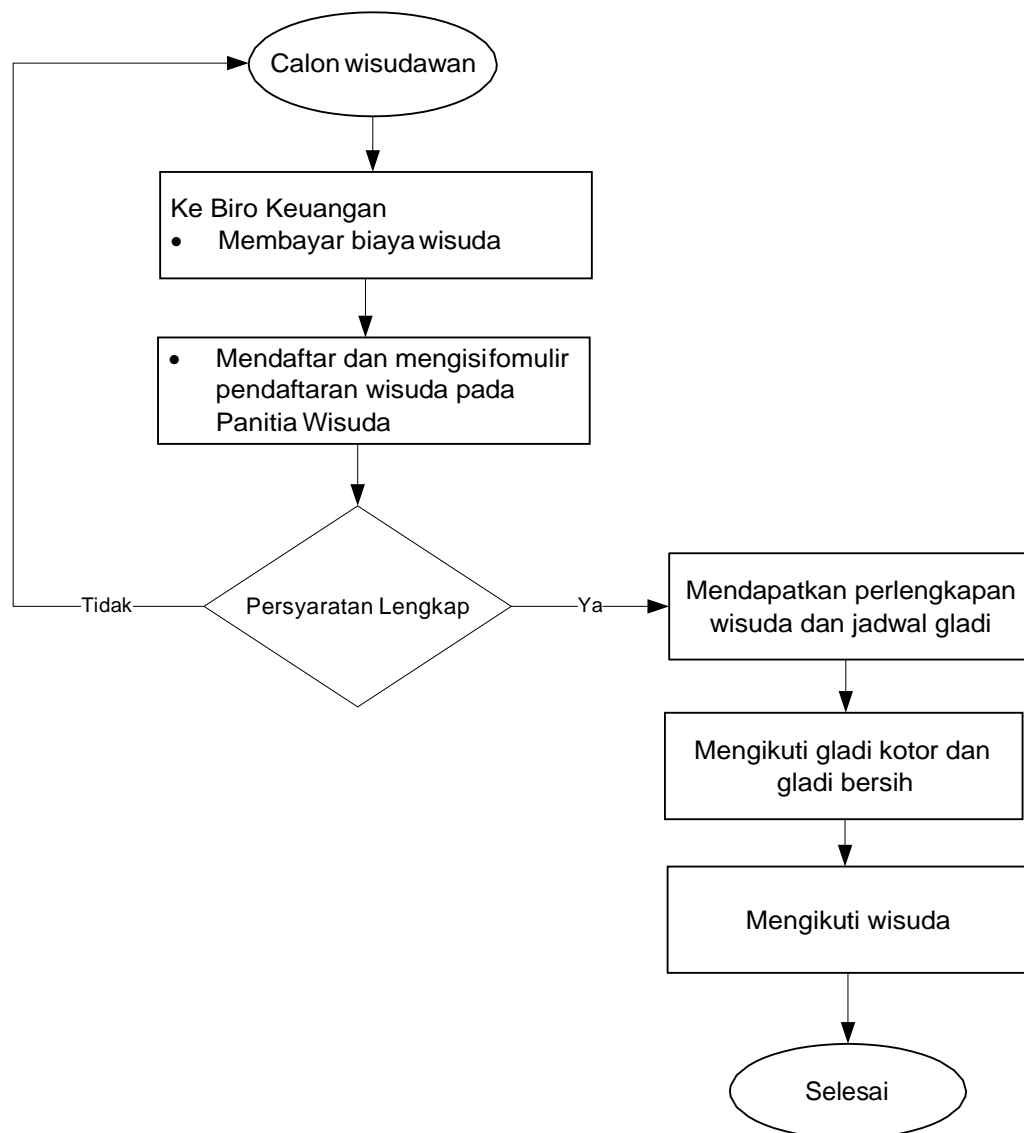 Calon wisudawan
Ke Biro Keuangan
• Membayar biaya wisuda
• Mendaftar dan mengisi fomulir
pendaftaran wisuda pada
Panitia Wisuda
Persyaratan Lengkap
Tidak
Ya
Mendapatkan perlengkapan
wisuda dan jadwal gladi
Mengikuti gladi kotor dan
gladi bersih
Mengikuti wisuda
Selesai